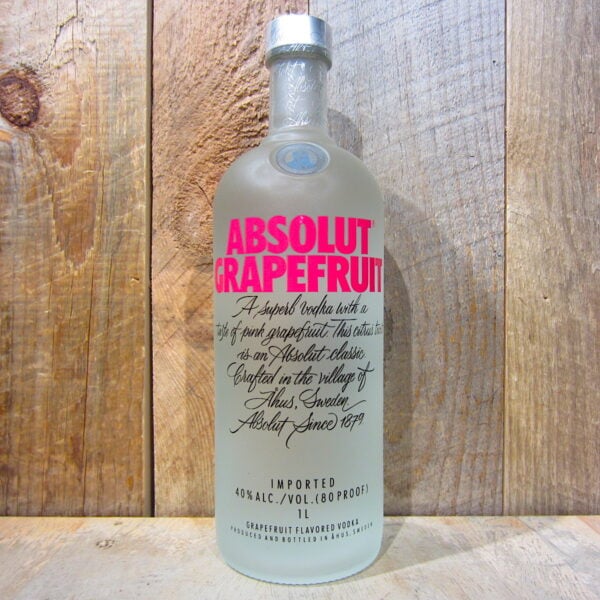 ABSOLUT
GRAPEFRUIT
A superb vodka with a
taste of pink grapefruit. This citrus
is an Absolut classic.
Crafted in the village of
Åhus, Sweden
Absolut Since 1879
IMPORTED
40% ALC./VOL. (80 PROOF)
1L
GRAPEFRUIT FLAVORED VODKA
PRODUCED AND BOTTLED IN ÅHUS, SWEDEN